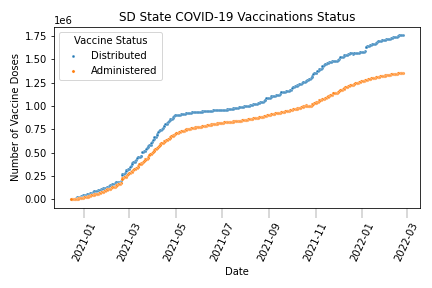 SD State COVID-19 Vaccinations Status
1e6
Vaccine Status
Distributed
Administered
Number of Vaccine Doses
1.75
1.50
1.25
1.00
0.75
0.50
0.25
0.00
2021-01
2021-03
2021-05
2021-07
2021-09
2021-11
2022-01
2022-03
Date